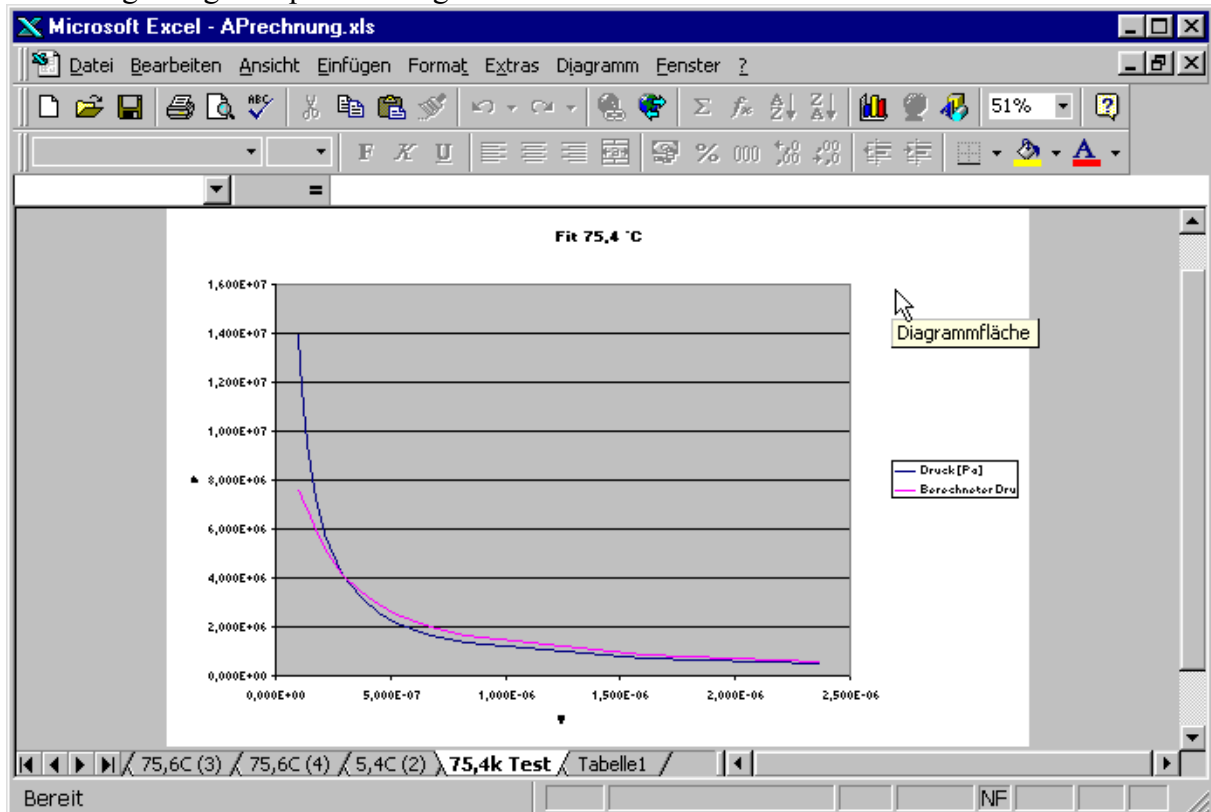 Microsoft Excel - APrechnung.xls
Datei Bearbeiten Ansicht Einfügen Format Extras Diagramm Fenster ?
ABC Σ fx A Z Z A 51% ?
F K U % 000
=
Fit 75,4 °C
1,600E+07
1,400E+07
Diagrammfläche
1,200E+07
1,000E+07
8,000E+06
Druck [Pa]
Berechneter Dru
6,000E+06
4,000E+06
2,000E+06
0,000E+00
0,000E+00 5,000E-07 1,000E-06 1,500E-06 2,000E-06 2,500E-06
75,6C (3) 75,6C (4) 5,4C (2) 75,4k Test Tabelle1
Bereit NF